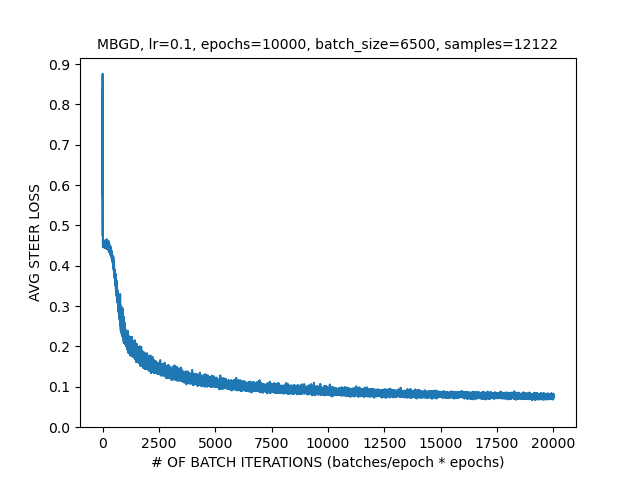 MBGD, lr=0.1, epochs=10000, batch_size=6500, samples=12122
0.9
0.8
0.7
0.6
0.5
0.4
0.3
0.2
0.1
0.0
AVG STEER LOSS
0 2500 5000 7500 10000 12500 15000 17500 20000
# OF BATCH ITERATIONS (batches/epoch * epochs)